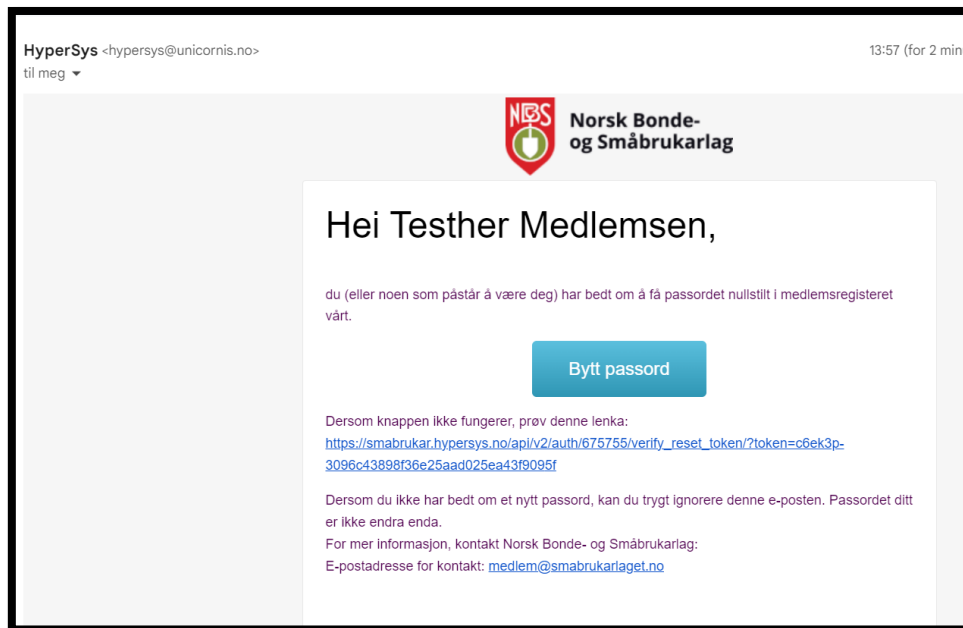 HyperSys <hypersys@unicornis.no>
13:57 (for 2 min
til meg
NBS
Norsk Bonde-
og Småbrukarlag
Hei Testher Medlemsen,
du (eller noen som påstår å være deg) har bedt om å få passordet nullstilt i medlemsregisteret
vårt.
Bytt passord
Dersom knappen ikke fungerer, prøv denne lenka:
https://smabrukar.hypersys.no/api/v2/auth/675755/verify_reset_token/?token=c6ek3p-
3096c43898f36e25aad025ea43f9095f
Dersom du ikke har bedt om et nytt passord, kan du trygt ignorere denne e-posten. Passordet ditt
er ikke endra enda.
For mer informasjon, kontakt Norsk Bonde- og Småbrukarlag:
E-postadresse for kontakt: medlem@smabrukarlaget.no